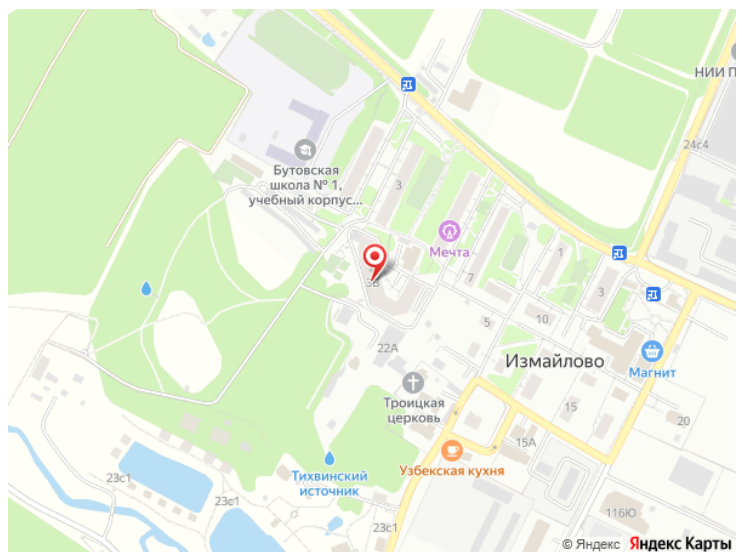 НИИ П
24с4
Бутовская
школа № 1,
учебный корпус...
3
Мечта
1
3В
7
3
5
10
22А
Измайлово
Магнит
Троицкая
церковь
15
20
15А
Узбекская кухня
Тихвинский
источник
23с1
23с1
23с1
116Ю
© Яндекс Яндекс Карты